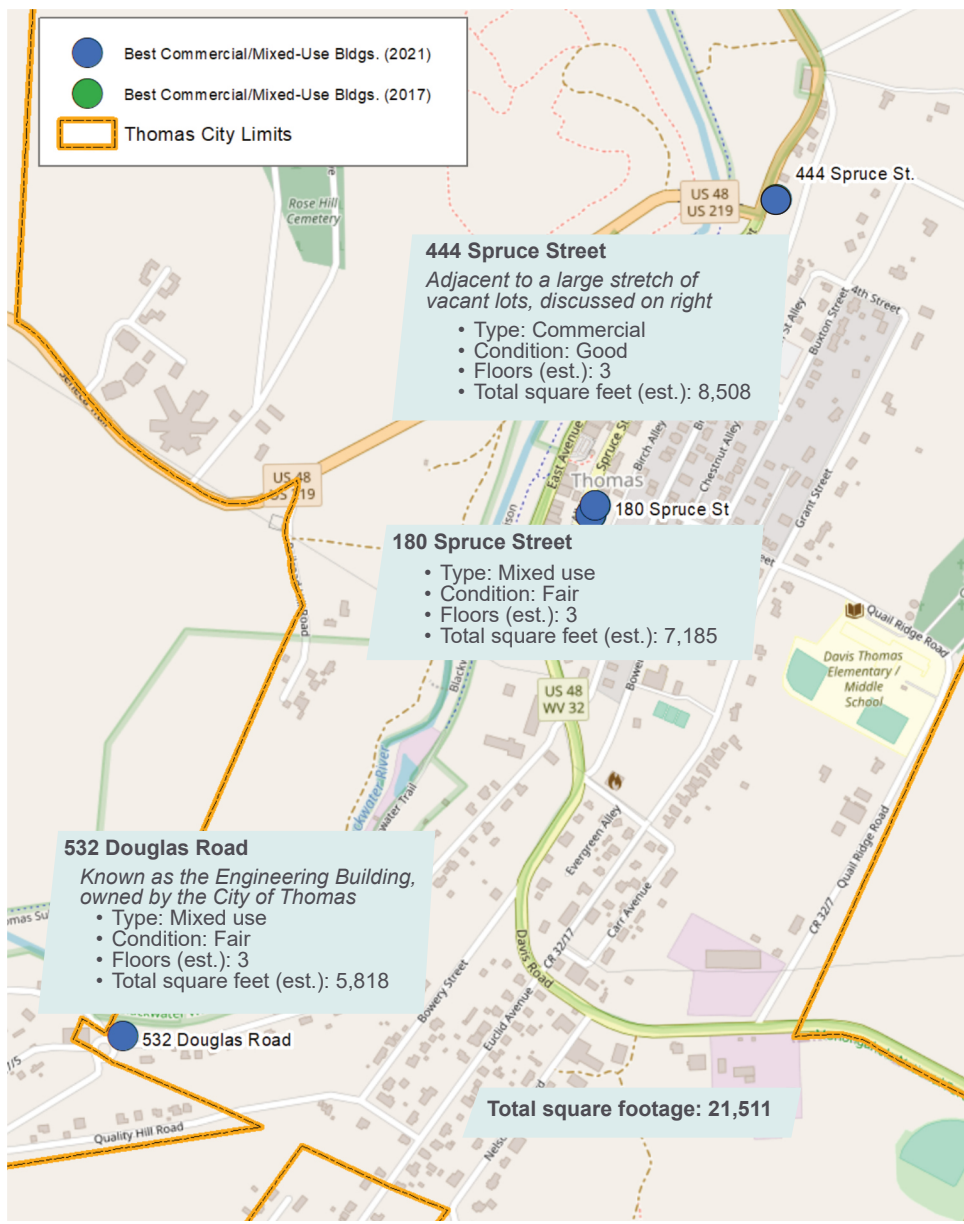 Best Commercial/Mixed-Use Bldgs. (2021)
Best Commercial/Mixed-Use Bldgs. (2017)
Thomas City Limits
Rose Hill
Cemetery
US 48
US 219
444 Spruce St.
444 Spruce Street
Adjacent to a large stretch of
vacant lots, discussed on right
• Type: Commercial
• Condition: Good
• Floors (est.): 3
• Total square feet (est.): 8,508
4th Street
Buxton Street
Alley
East Avenue
Spruce St
Birch Alley
Chestnut Alley
Grant Street
US 48
Thomas
180 Spruce St
180 Spruce Street
• Type: Mixed use
• Condition: Fair
• Floors (est.): 3
• Total square feet (est.): 7,185
Road
Quail Ridge Road
Davis Thomas
Elementary /
Middle
School
US 48
WV 32
Evergreen Alley
Carr Avenue
Quail Ridge Road
CR 32/7
532 Douglas Road
Known as the Engineering Building,
owned by the City of Thomas
• Type: Mixed use
• Condition: Fair
• Floors (est.): 3
• Total square feet (est.): 5,818
Bowery Street
Davis Road
CR 32/17
Euclid Avenue
532 Douglas Road
Quality Hill Road
Total square footage: 21,511